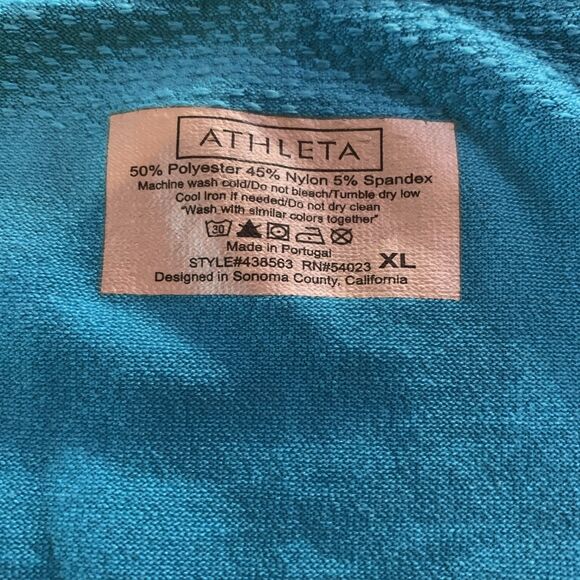 ATHLETA
50% Polyester 45% Nylon 5% Spandex
Machine wash cold/Do not bleach/Tumble dry low
Cool iron if needed/Do not dry clean
"Wash with similar colors together"
30
Made in Portugal
STYLE#438563 RN#54023 XL
Designed in Sonoma County, California